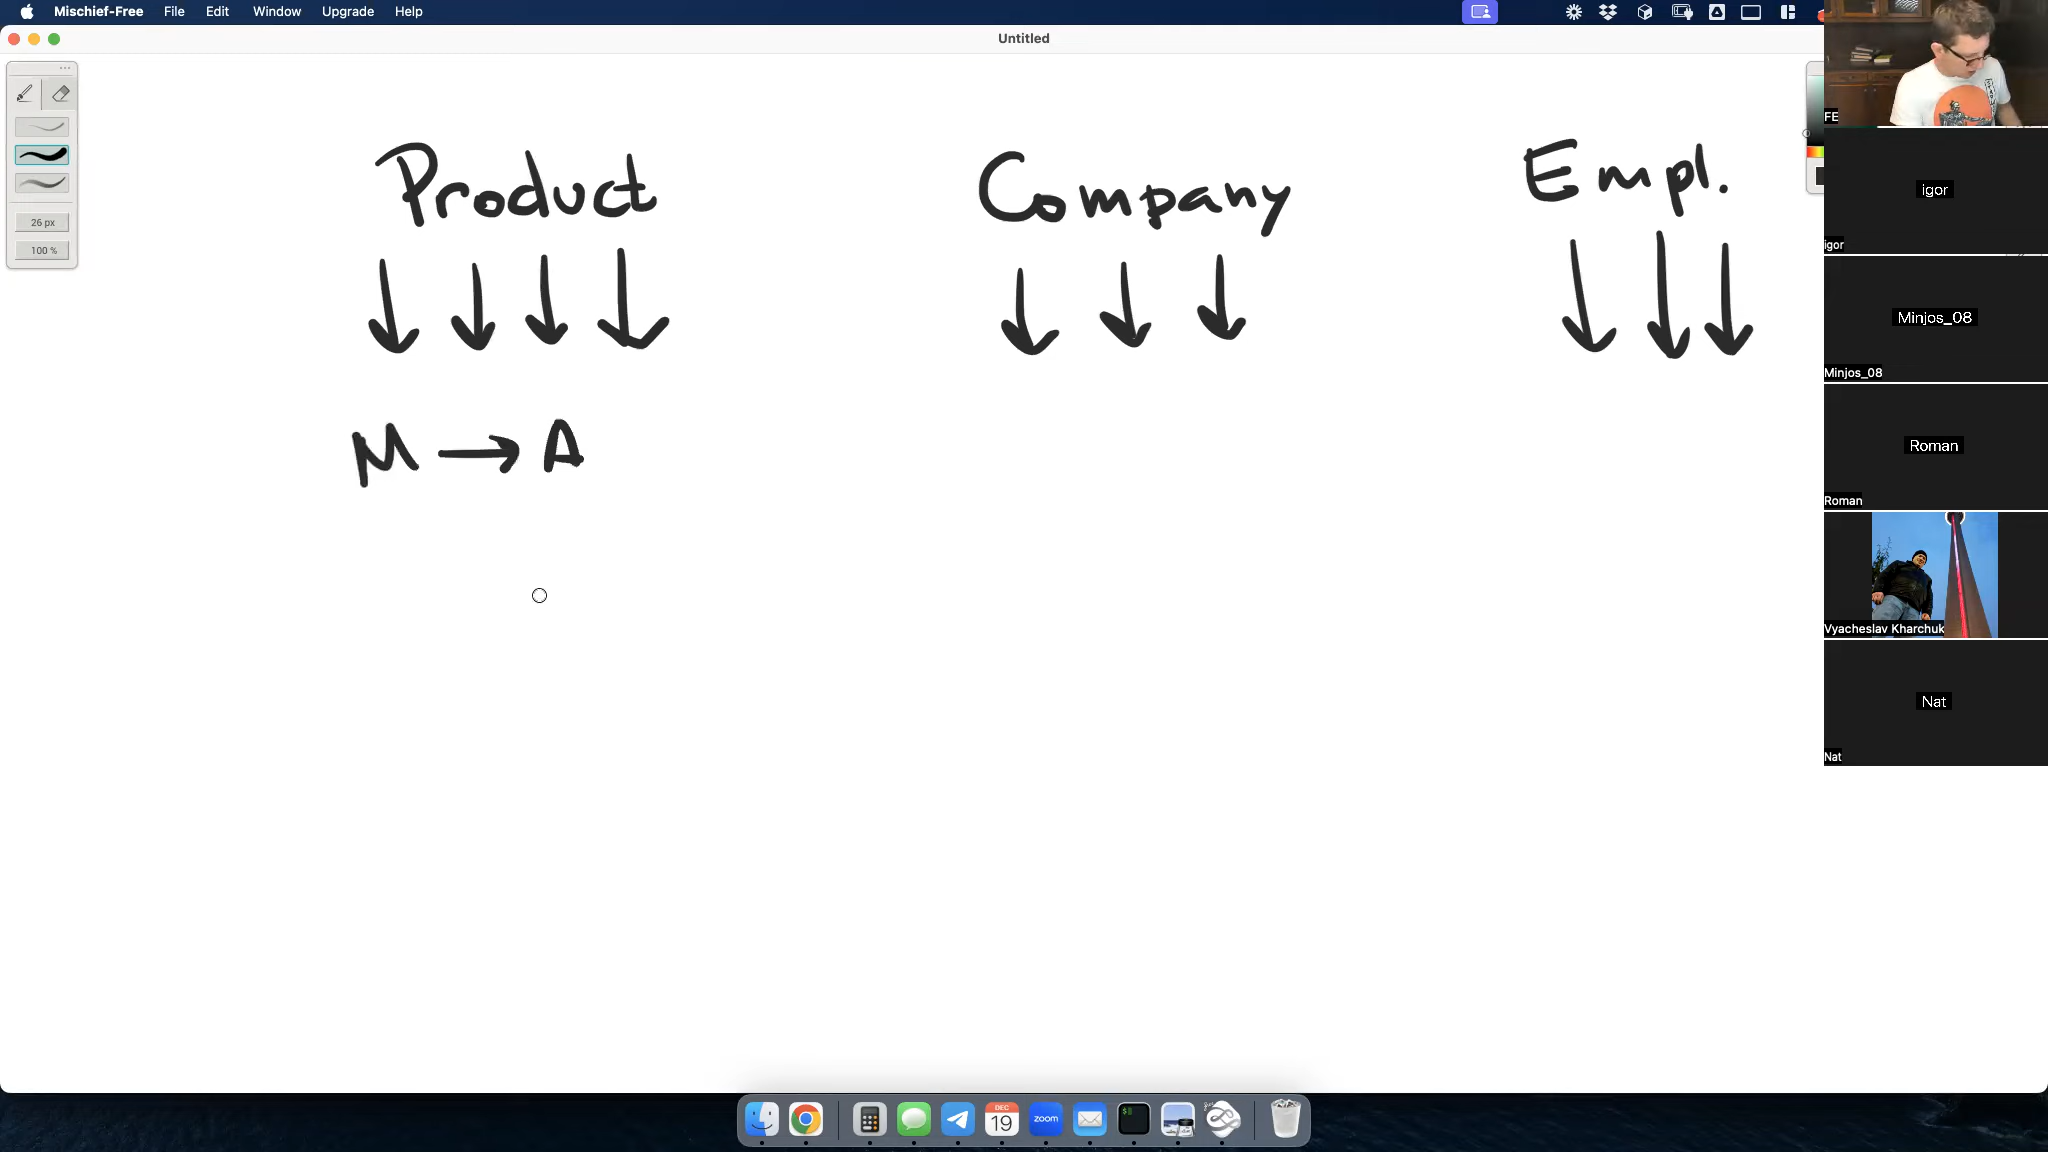 Mischief-Free File Edit Window Upgrade Help
Untitled
26 px
100 %
Product Company Empl.
M → A
FE
igor
igor
Minjos_08
Minjos_08
Roman
Roman
Vyacheslav Kharchuk
Nat
Nat
DEC
19
zoom